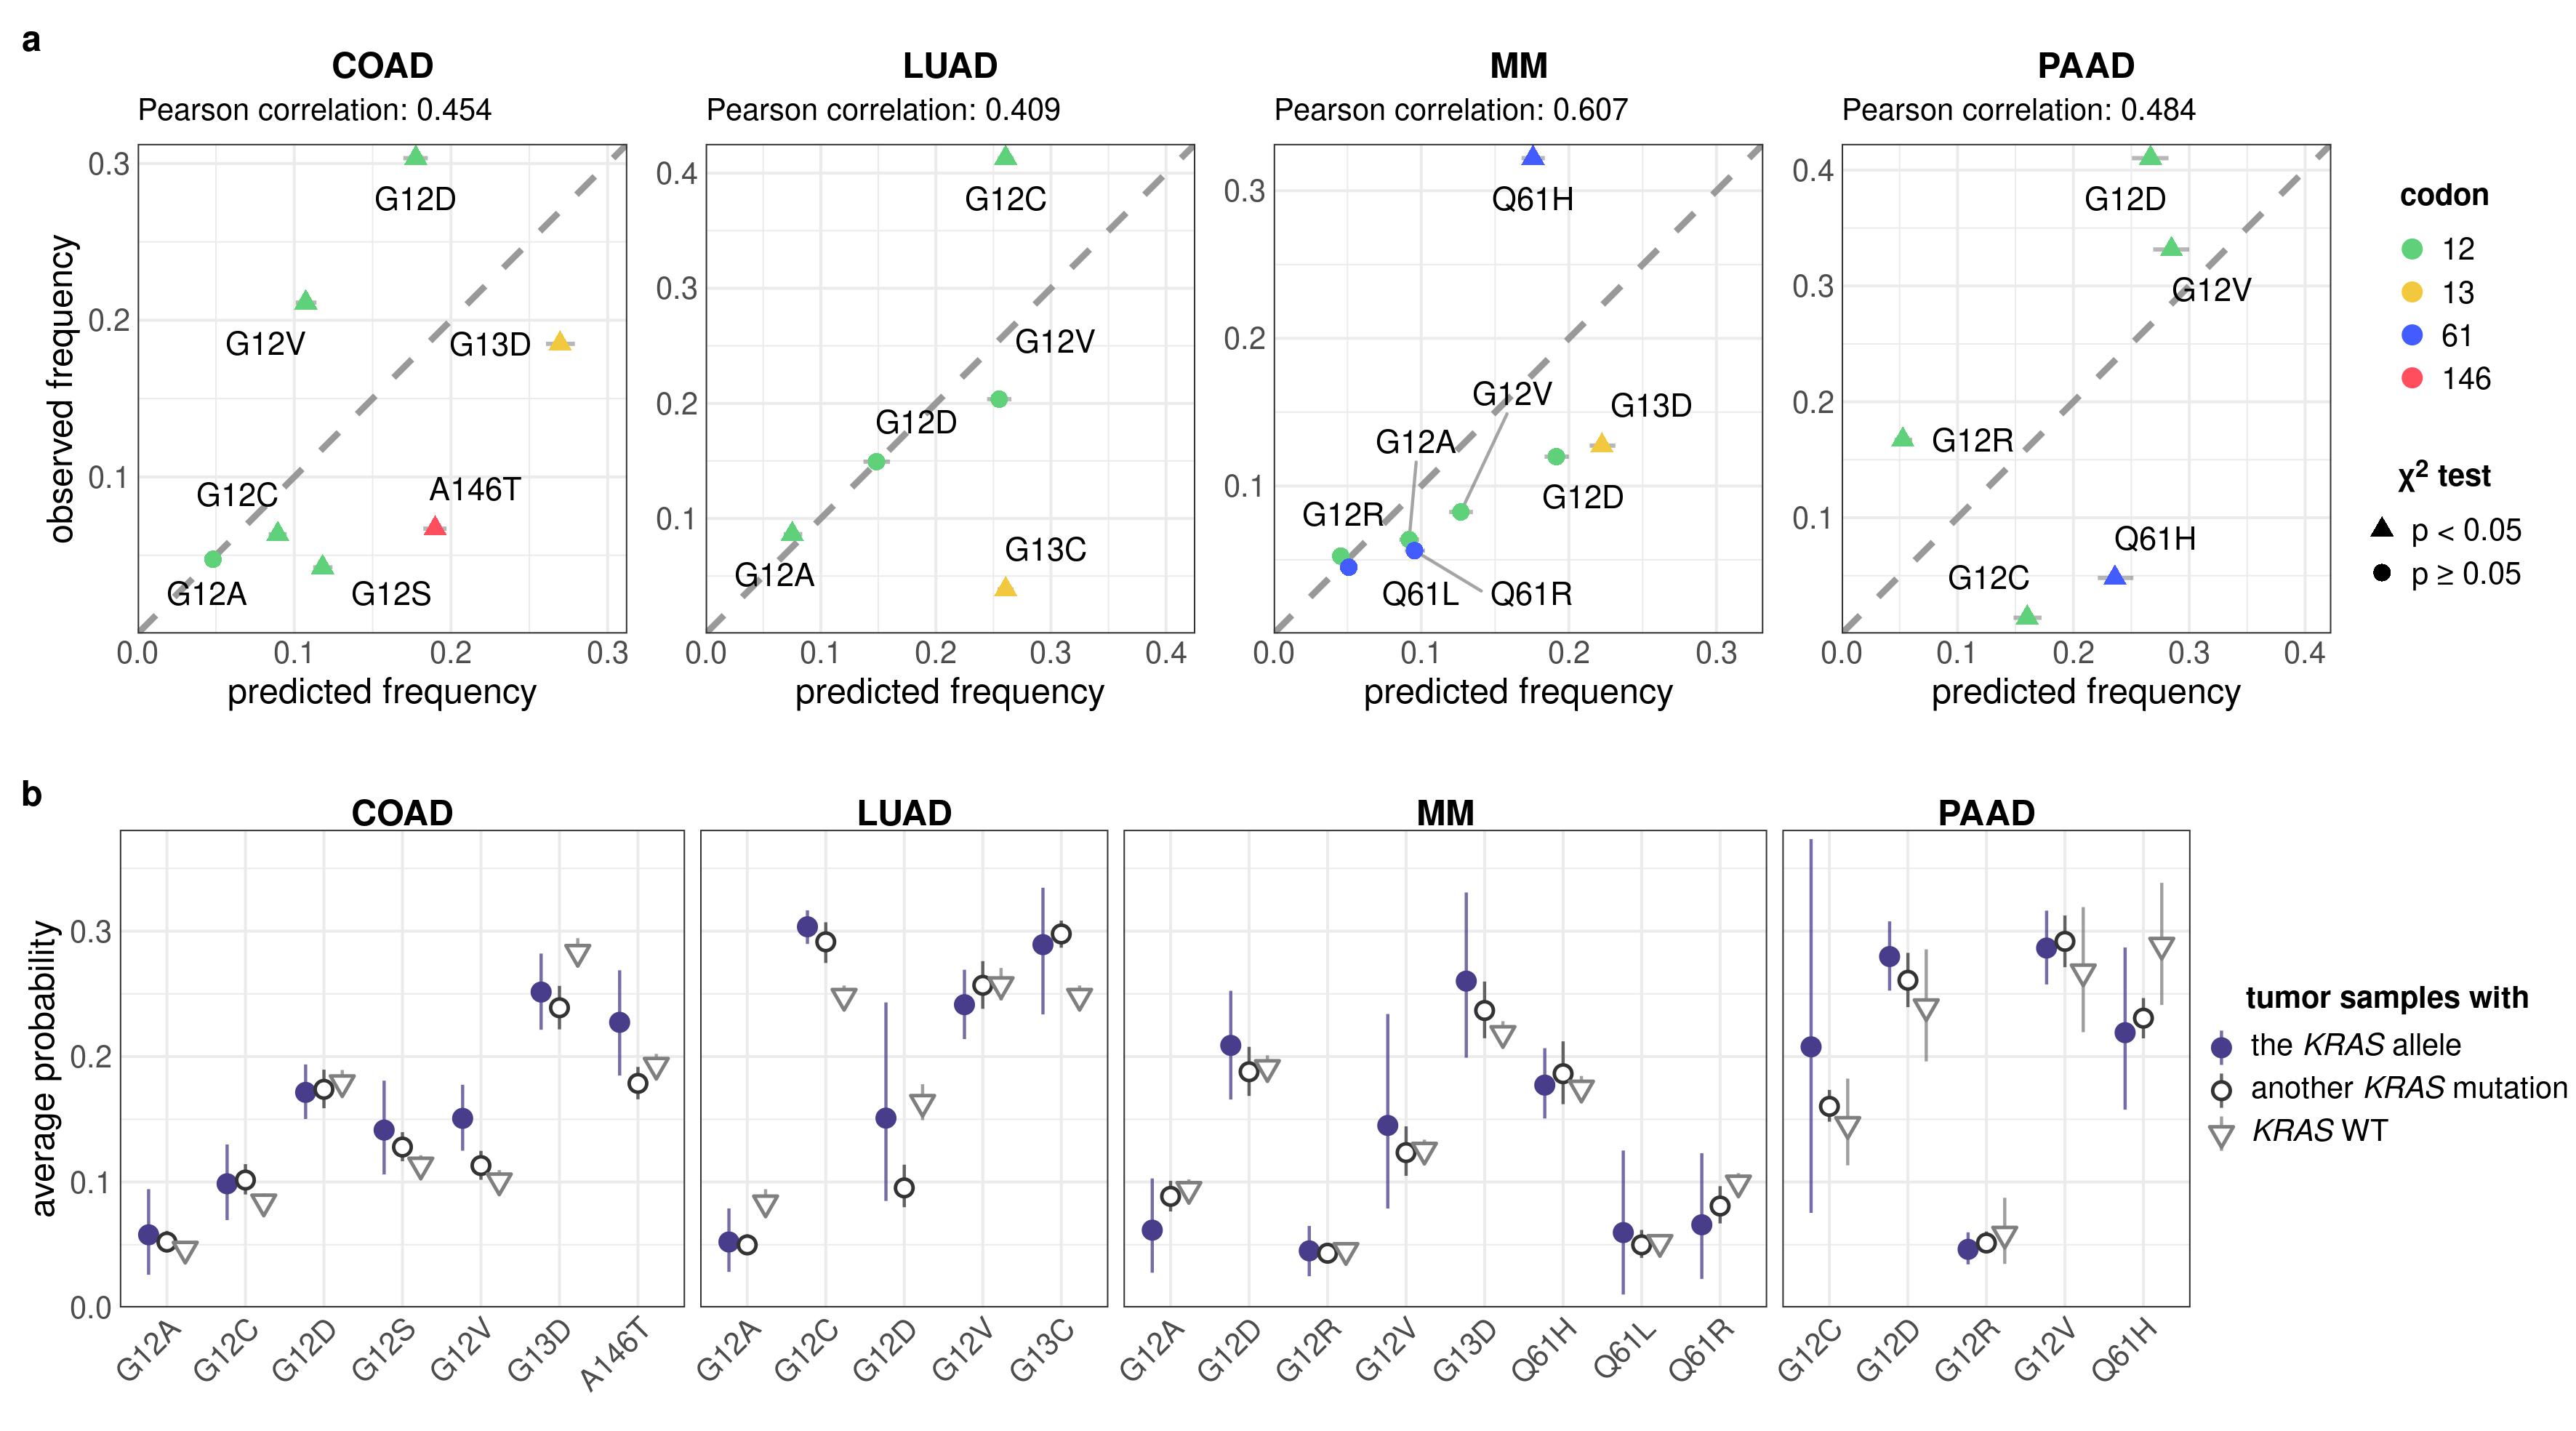 a
COAD
LUAD
MM
PAAD
Pearson correlation: 0.454
Pearson correlation: 0.409
Pearson correlation: 0.607
Pearson correlation: 0.484
observed frequency
0.3
0.2
0.1
G12D
G12V
G13D
G12C
A146T
G12A
G12S
0.0
0.1
0.2
0.3
predicted frequency
0.4
0.3
0.2
0.1
G12C
G12V
G12D
G13C
G12A
0.0
0.1
0.2
0.3
0.4
predicted frequency
0.3
0.2
0.1
Q61H
G12V
G13D
G12A
G12D
G12R
Q61L
Q61R
0.0
0.1
0.2
0.3
predicted frequency
0.4
0.3
0.2
0.1
G12D
G12V
G12R
Q61H
G12C
0.0
0.1
0.2
0.3
0.4
predicted frequency
codon
12
13
61
146
χ² test
p < 0.05
p ≥ 0.05
b
COAD
LUAD
MM
PAAD
average probability
0.3
0.2
0.1
0.0
G12A
G12C
G12D
G12S
G12V
G13D
A146T
G12A
G12C
G12D
G12V
G13C
G12A
G12D
G12R
G12V
G13D
Q61H
Q61L
Q61R
G12C
G12D
G12R
G12V
Q61H
tumor samples with
the KRAS allele
another KRAS mutation
KRAS WT